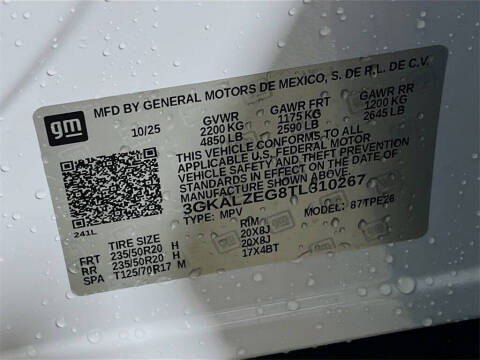 gm
MFD BY GENERAL MOTORS DE MEXICO, S. DE R.L. DE C.V.
10/25 GVWR GAWR FRT GAWR RR
2200 KG 1175 KG 1200 KG
4850 LB 2590 LB 2645 LB
THIS VEHICLE CONFORMS TO ALL
APPLICABLE U.S. FEDERAL MOTOR
VEHICLE SAFETY AND THEFT PREVENTION
STANDARDS IN EFFECT ON THE DATE OF
MANUFACTURE SHOWN ABOVE.
3GKALZEG8TL310267
TYPE: MPV MODEL: 87TPE26
241L
TIRE SIZE RIM
FRT 235/50R20 H 20X8J
RR 235/50R20 H 20X8J
SPA T125/70R17 M 17X4BT